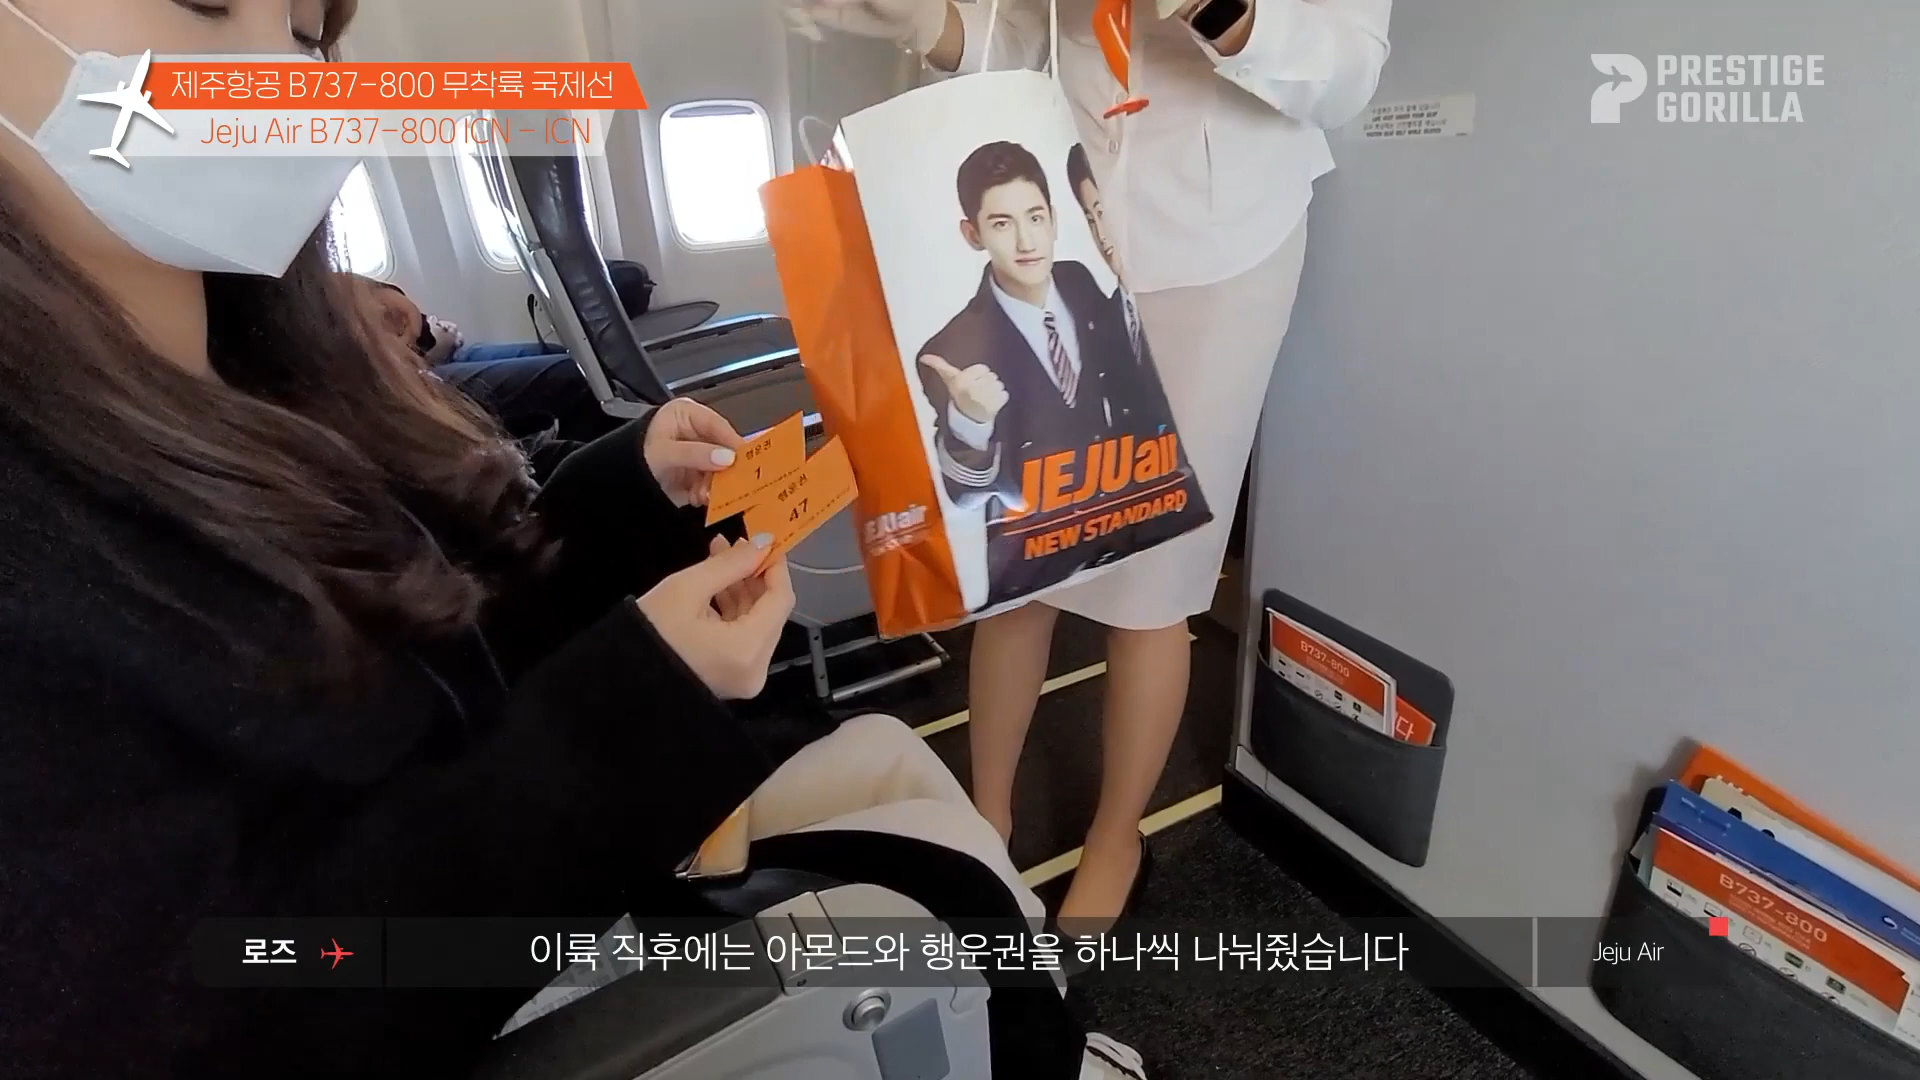 제주항공 B737-800 무착륙 국제선
Jeju Air B737-800 ICN - ICN
PRESTIGE
GORILLA
행운권
1
행운권
47
JEJUair
NEW STANDARD
JEJUair
B737-800
B737-800
로즈
이륙 직후에는 아몬드와 행운권을 하나씩 나눠줬습니다
Jeju Air